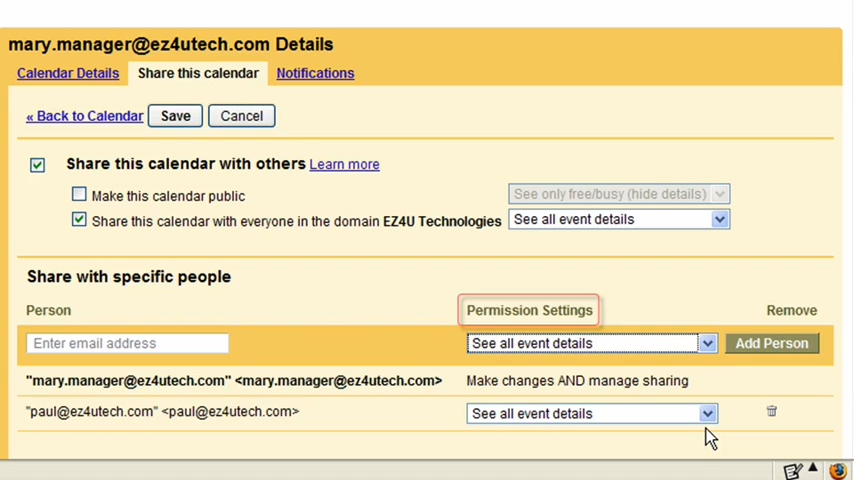 mary.manager@ez4utech.com Details
Calendar Details Share this calendar Notifications
« Back to Calendar Save Cancel
Share this calendar with others Learn more
Make this calendar public See only free/busy (hide details)
Share this calendar with everyone in the domain EZ4U Technologies See all event details
Share with specific people
Person Permission Settings Remove
Enter email address See all event details Add Person
"mary.manager@ez4utech.com" <mary.manager@ez4utech.com> Make changes AND manage sharing
"paul@ez4utech.com" <paul@ez4utech.com> See all event details